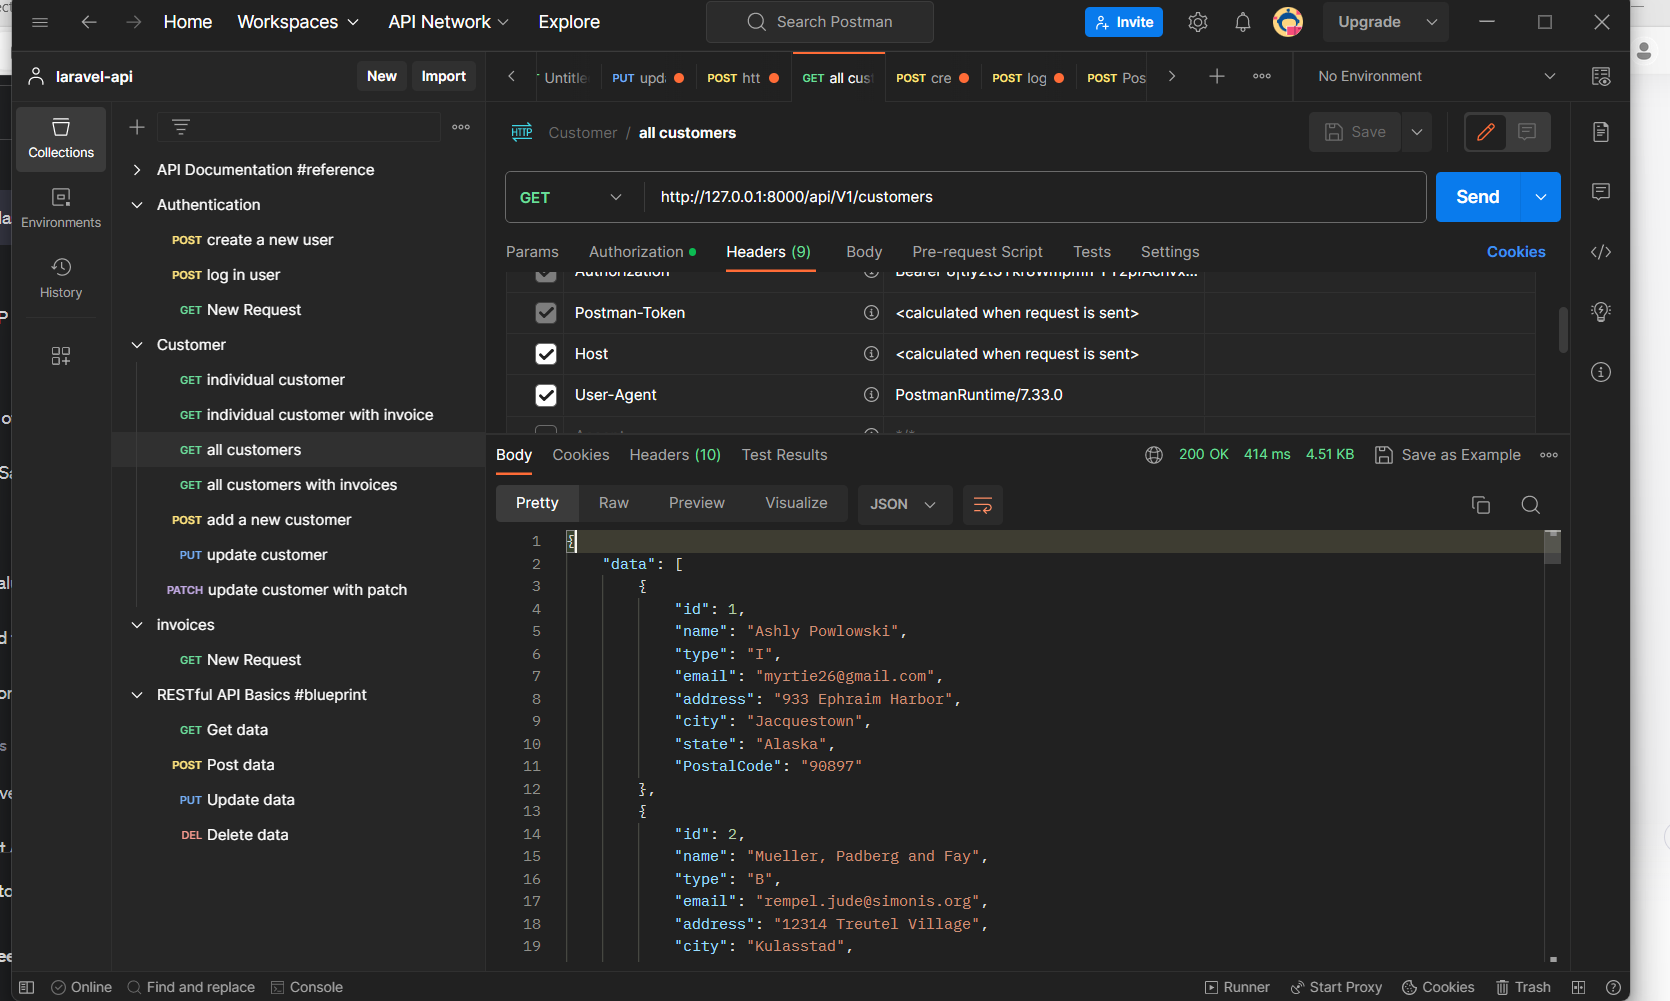 Home
Workspaces
API Network
Explore
Search Postman
Invite
Upgrade
laravel-api
New
Import
Untitle
PUT upda
POST htt
GET all cust
POST cre
POST log
POST Pos
No Environment
Collections
Environments
History
API Documentation #reference
Authentication
POST create a new user
POST log in user
GET New Request
Customer
GET individual customer
GET individual customer with invoice
GET all customers
GET all customers with invoices
POST add a new customer
PUT update customer
PATCH update customer with patch
invoices
GET New Request
RESTful API Basics #blueprint
GET Get data
POST Post data
PUT Update data
DEL Delete data
HTTP
Customer / all customers
Save
GET
http://127.0.0.1:8000/api/V1/customers
Send
Params
Authorization
Headers (9)
Body
Pre-request Script
Tests
Settings
Cookies
Authorization
Postman-Token
<calculated when request is sent>
Host
<calculated when request is sent>
User-Agent
PostmanRuntime/7.33.0
Body
Cookies
Headers (10)
Test Results
200 OK
414 ms
4.51 KB
Save as Example
Pretty
Raw
Preview
Visualize
JSON
1 {
2 "data": [
3 {
4 "id": 1,
5 "name": "Ashly Powlowski",
6 "type": "I",
7 "email": "myrtie26@gmail.com",
8 "address": "933 Ephraim Harbor",
9 "city": "Jacquestown",
10 "state": "Alaska",
11 "PostalCode": "90897"
12 },
13 {
14 "id": 2,
15 "name": "Mueller, Padberg and Fay",
16 "type": "B",
17 "email": "rempel.jude@simonis.org",
18 "address": "12314 Treutel Village",
19 "city": "Kulasstad",
Online
Find and replace
Console
Runner
Start Proxy
Cookies
Trash